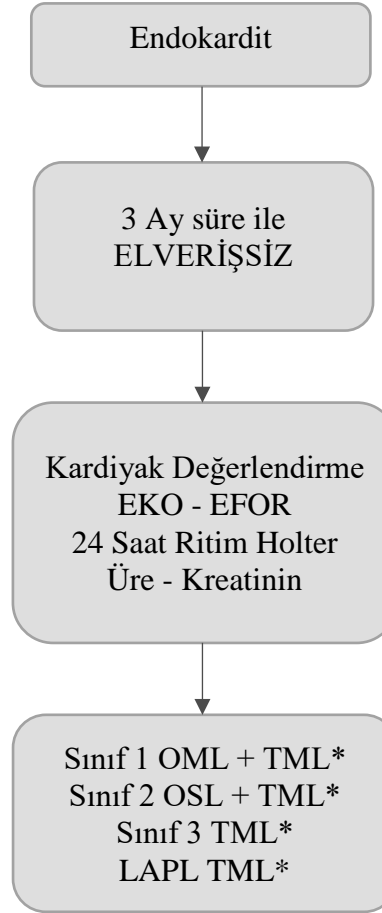 Endokardit
3 Ay süre ile
ELVERİŞSİZ
Kardiyak Değerlendirme
EKO - EFOR
24 Saat Ritim Holter
Üre - Kreatinin
Sınıf 1 OML + TML*
Sınıf 2 OSL + TML*
Sınıf 3 TML*
LAPL TML*